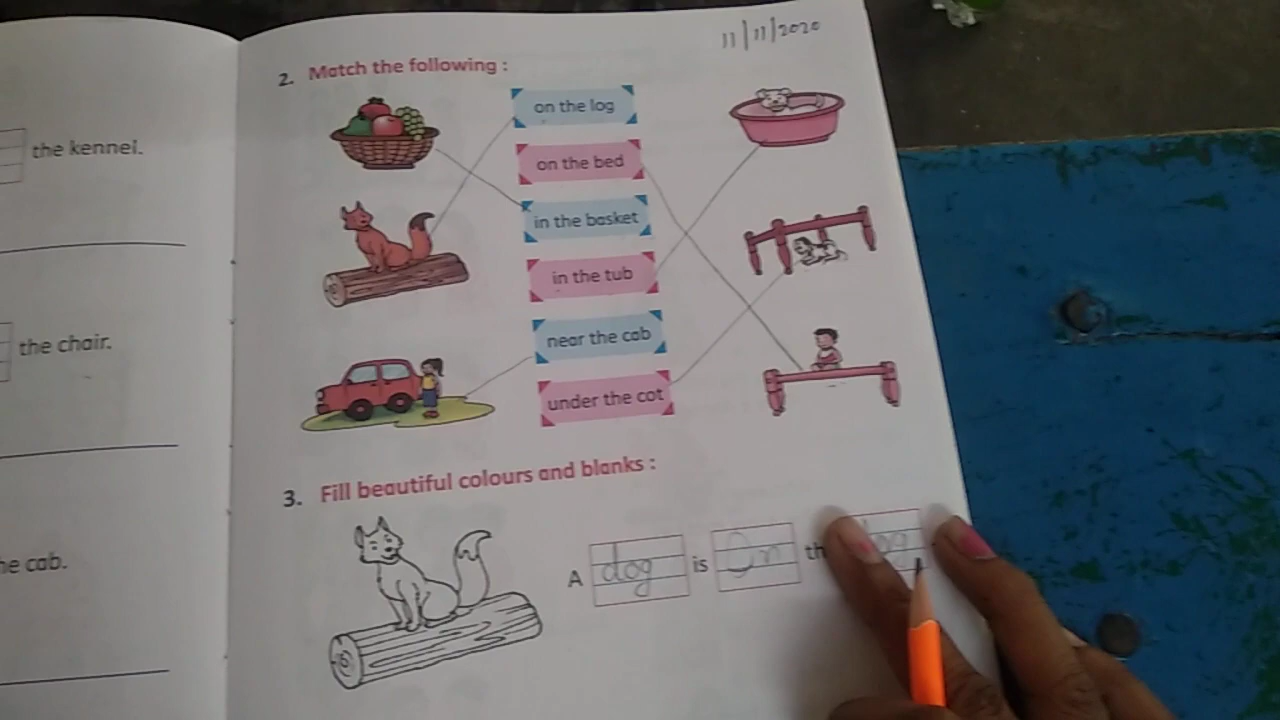 the kennel.
the chair.
he cab.
11/11/2020
2. Match the following :
on the log
on the bed
in the basket
in the tub
near the cab
under the cot
3. Fill beautiful colours and blanks :
A dog is On th